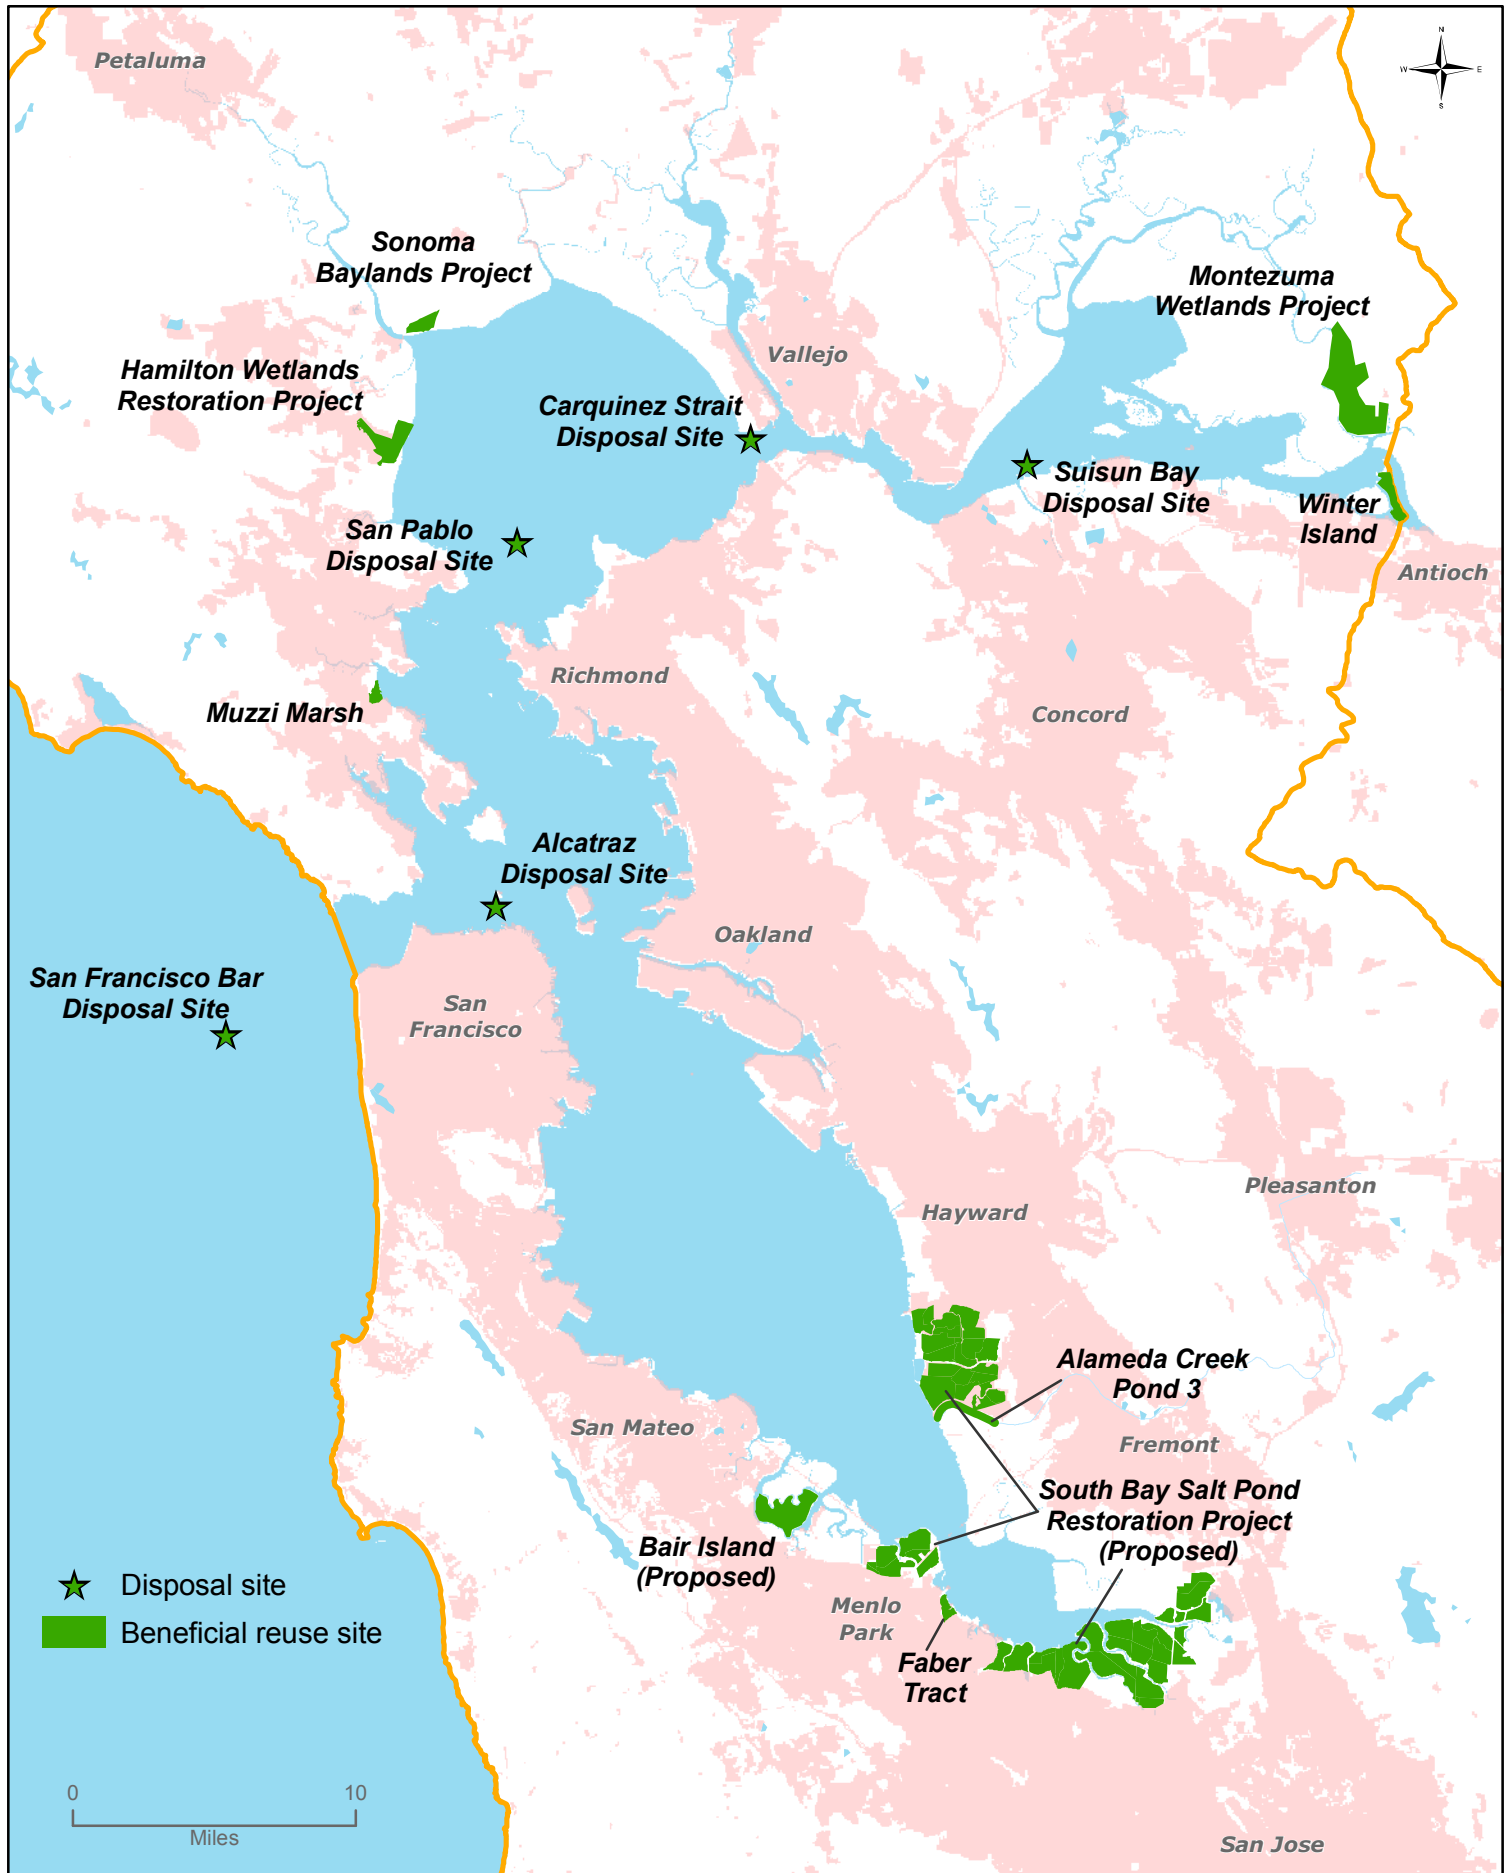 Petaluma
N
W
E
S
Sonoma
Baylands Project
Montezuma
Wetlands Project
Vallejo
Hamilton Wetlands
Restoration Project
Carquinez Strait
Disposal Site
Suisun Bay
Disposal Site
Winter
Island
San Pablo
Disposal Site
Antioch
Richmond
Muzzi Marsh
Concord
Alcatraz
Disposal Site
Oakland
San Francisco Bar
Disposal Site
San
Francisco
Pleasanton
Hayward
Alameda Creek
Pond 3
San Mateo
Fremont
South Bay Salt Pond
Restoration Project
(Proposed)
Bair Island
(Proposed)
Disposal site
Menlo
Park
Beneficial reuse site
Faber
Tract
0
10
Miles
San Jose